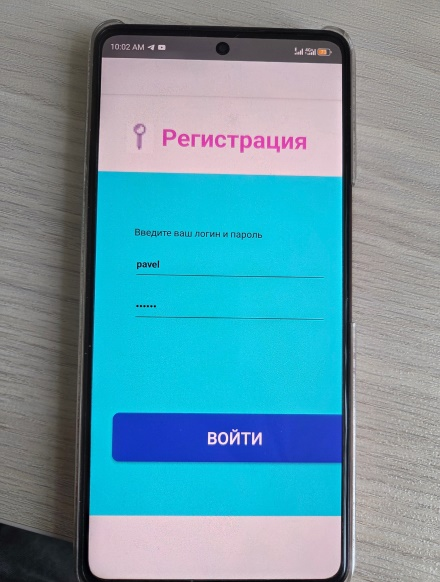 10:02 AM
Регистрация
Введите ваш логин и пароль
pavel
••••••
ВОЙТИ